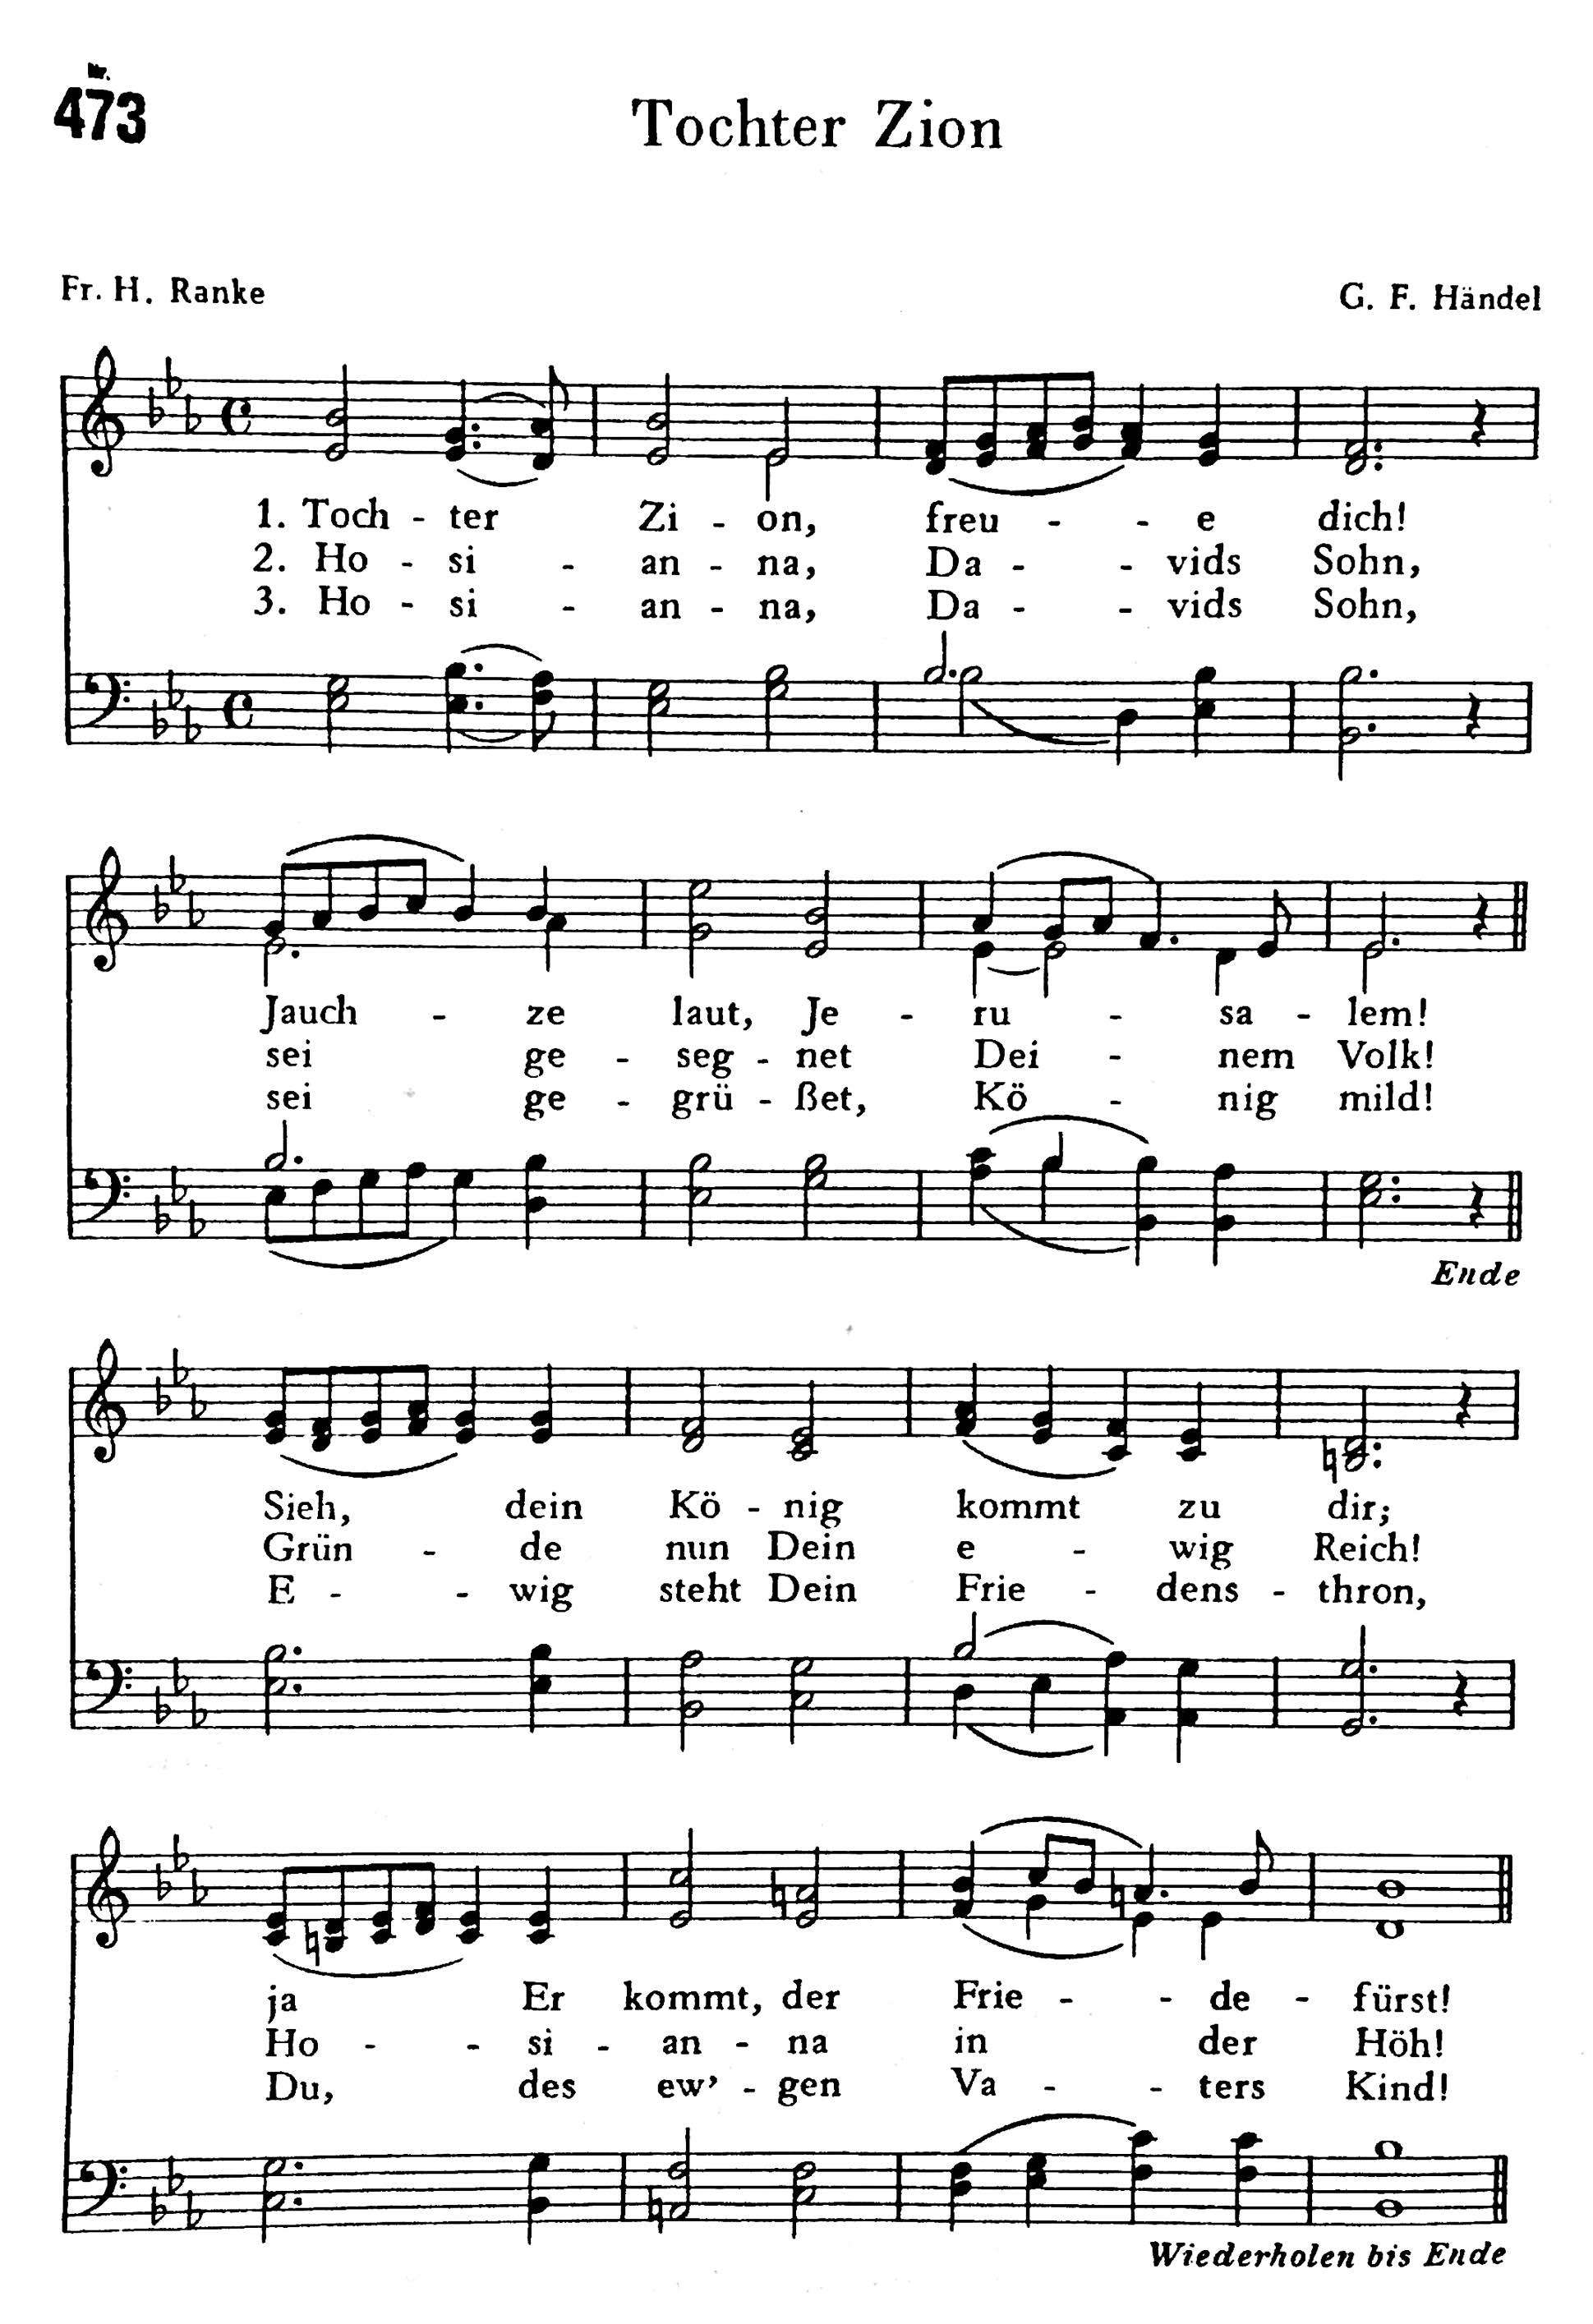 Nr.
473
Tochter Zion
Fr. H. Ranke
G. F. Händel
1. Toch - ter Zi - on, freu - - e dich!
2. Ho - si - an - na, Da - - vids Sohn,
3. Ho - si - an - na, Da - - vids Sohn,
Jauch - ze laut, Je - ru - sa - lem!
sei ge - seg - net Dei - nem Volk!
sei ge - grü - ßet, Kö - nig mild!
Ende
Sieh, dein Kö - nig kommt zu dir;
Grün - de nun Dein e - wig Reich!
E - - wig steht Dein Frie - dens - thron,
ja Er kommt, der Frie - - de - fürst!
Ho - - si - an - na in der Höh!
Du, des ew' - gen Va - - ters Kind!
Wiederholen bis Ende